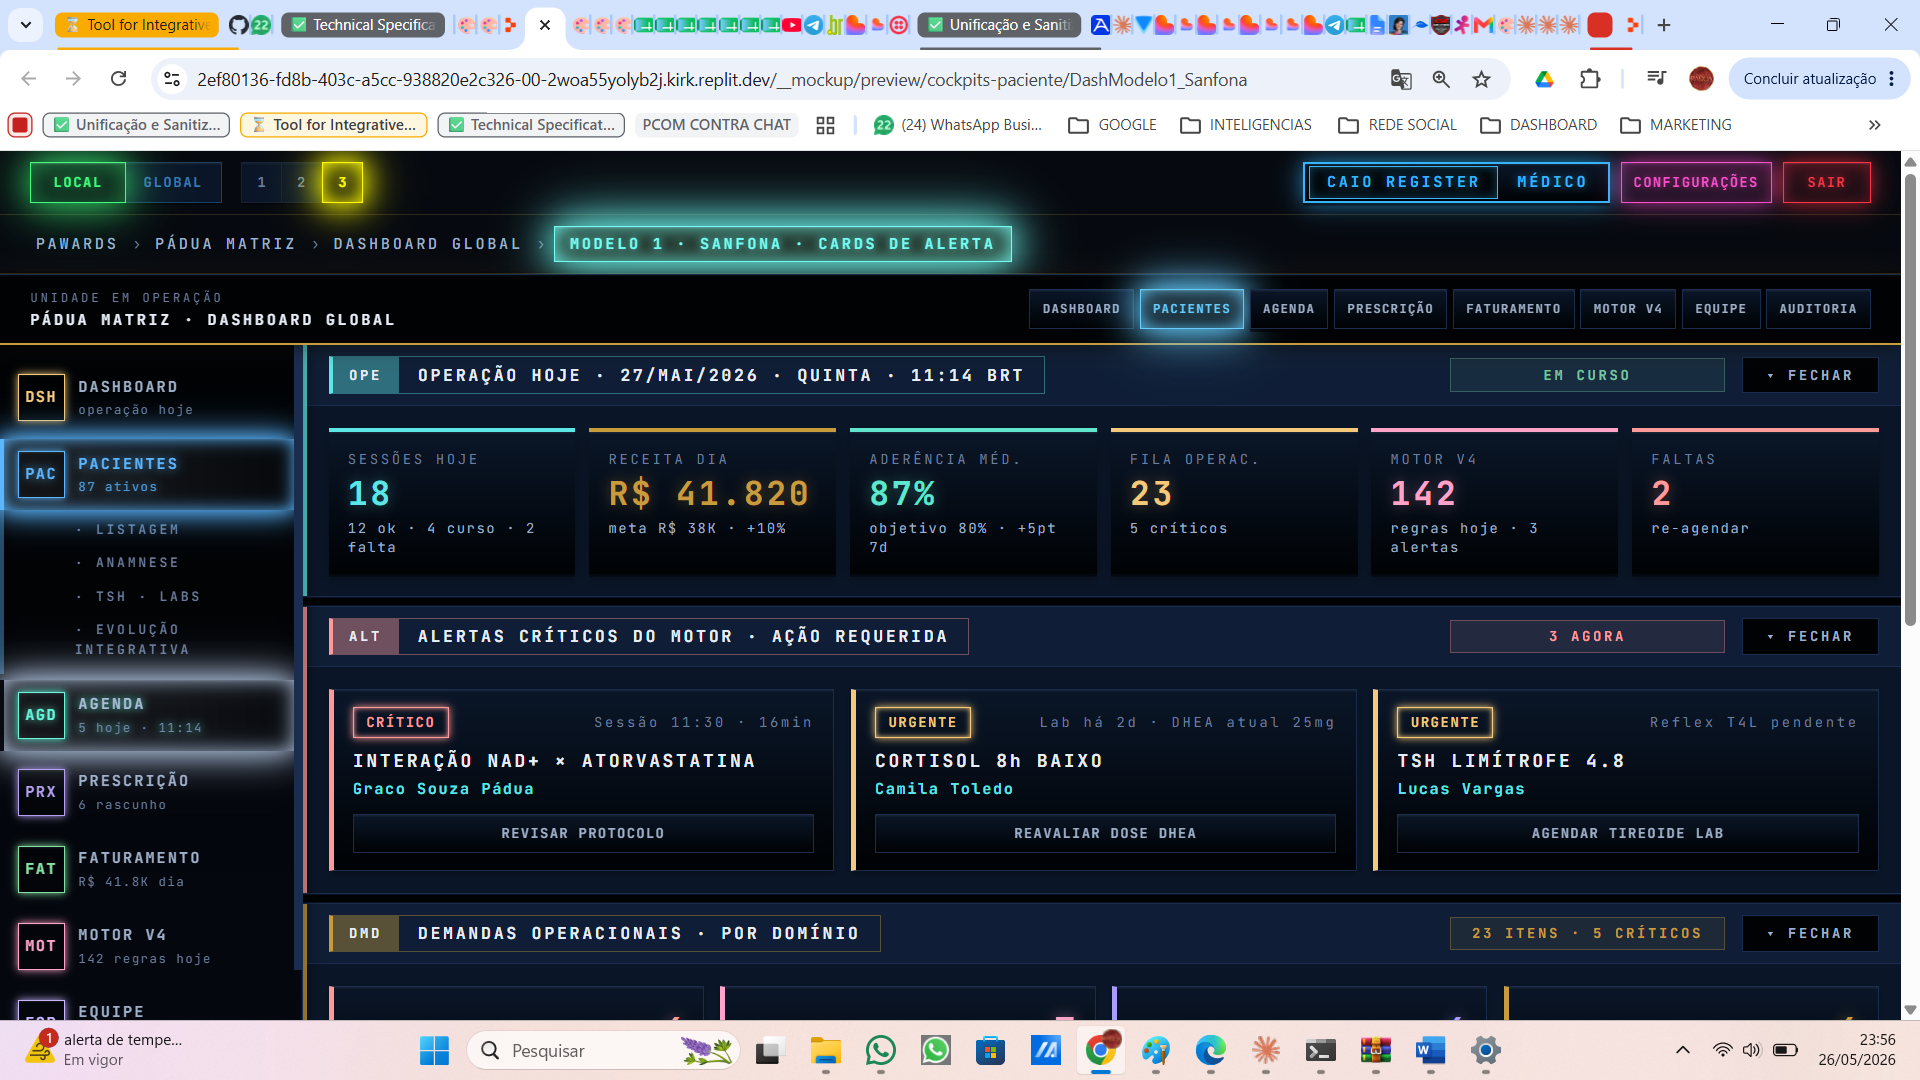 Tool for Integrative
22
Technical Specifica
Unificação e Saniti
2ef80136-fd8b-403c-a5cc-938820e2c326-00-2woa55yolyb2j.kirk.replit.dev/__mockup/preview/cockpits-paciente/DashModelo1_Sanfona
Concluir atualização
Unificação e Sanitiz...
Tool for Integrative...
Technical Specificat...
PCOM CONTRA CHAT
22
(24) WhatsApp Busi...
GOOGLE
INTELIGENCIAS
REDE SOCIAL
DASHBOARD
MARKETING
LOCAL
GLOBAL
1
2
3
CAIO REGISTER
MÉDICO
CONFIGURAÇÕES
SAIR
PAWARDS › PÁDUA MATRIZ › DASHBOARD GLOBAL › MODELO 1 · SANFONA · CARDS DE ALERTA
UNIDADE EM OPERAÇÃO
PÁDUA MATRIZ · DASHBOARD GLOBAL
DASHBOARD
PACIENTES
AGENDA
PRESCRIÇÃO
FATURAMENTO
MOTOR V4
EQUIPE
AUDITORIA
DSH
DASHBOARD
operação hoje
PAC
PACIENTES
87 ativos
· LISTAGEM
· ANAMNESE
· TSH · LABS
· EVOLUÇÃO
INTEGRATIVA
AGD
AGENDA
5 hoje · 11:14
PRX
PRESCRIÇÃO
6 rascunho
FAT
FATURAMENTO
R$ 41.8K dia
MOT
MOTOR V4
142 regras hoje
EQUIPE
OPE
OPERAÇÃO HOJE · 27/MAI/2026 · QUINTA · 11:14 BRT
EM CURSO
▾ FECHAR
SESSÕES HOJE
18
12 ok · 4 curso · 2
falta
RECEITA DIA
R$ 41.820
meta R$ 38K · +10%
ADERÊNCIA MÉD.
87%
objetivo 80% · +5pt
7d
FILA OPERAC.
23
5 críticos
MOTOR V4
142
regras hoje · 3
alertas
FALTAS
2
re-agendar
ALT
ALERTAS CRÍTICOS DO MOTOR · AÇÃO REQUERIDA
3 AGORA
▾ FECHAR
CRÍTICO
Sessão 11:30 · 16min
INTERAÇÃO NAD+ × ATORVASTATINA
Graco Souza Pádua
REVISAR PROTOCOLO
URGENTE
Lab há 2d · DHEA atual 25mg
CORTISOL 8h BAIXO
Camila Toledo
REAVALIAR DOSE DHEA
URGENTE
Reflex T4L pendente
TSH LIMÍTROFE 4.8
Lucas Vargas
AGENDAR TIREOIDE LAB
DMD
DEMANDAS OPERACIONAIS · POR DOMÍNIO
23 ITENS · 5 CRÍTICOS
▾ FECHAR
1
alerta de tempe...
Em vigor
Pesquisar
23:56
26/05/2026